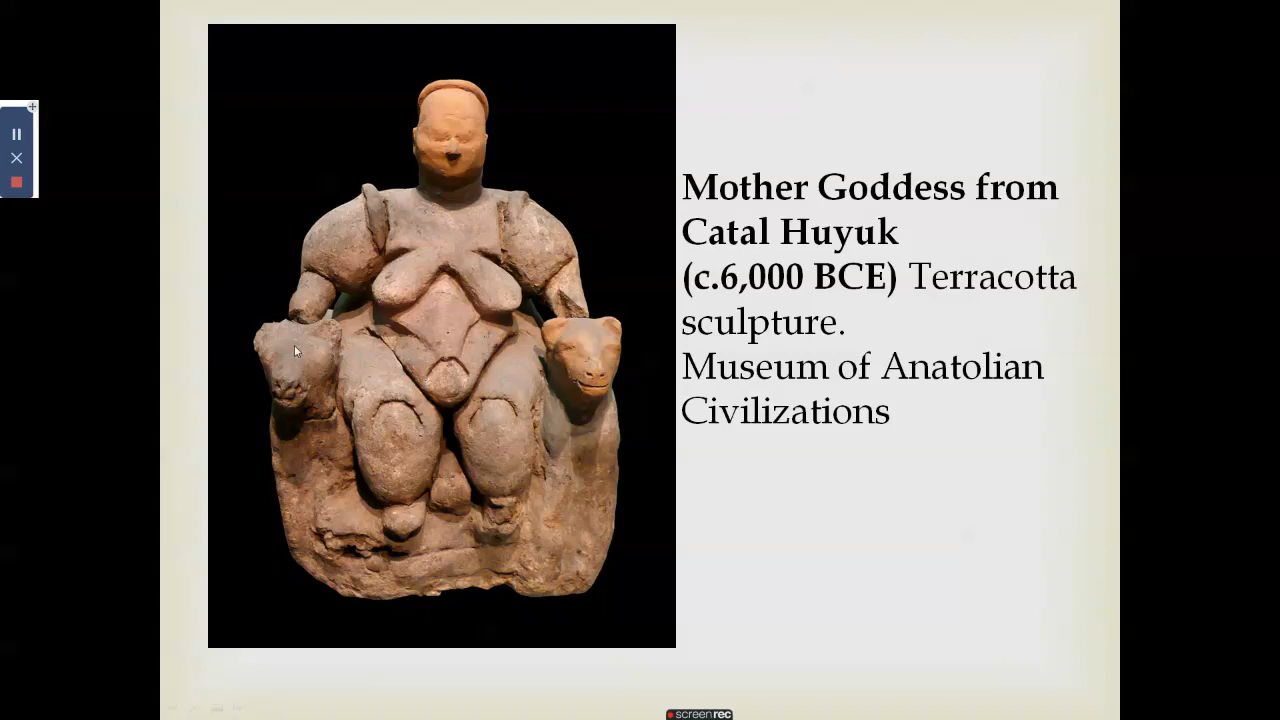 Mother Goddess from
Catal Huyuk
(c.6,000 BCE) Terracotta
sculpture.
Museum of Anatolian
Civilizations
screenrec